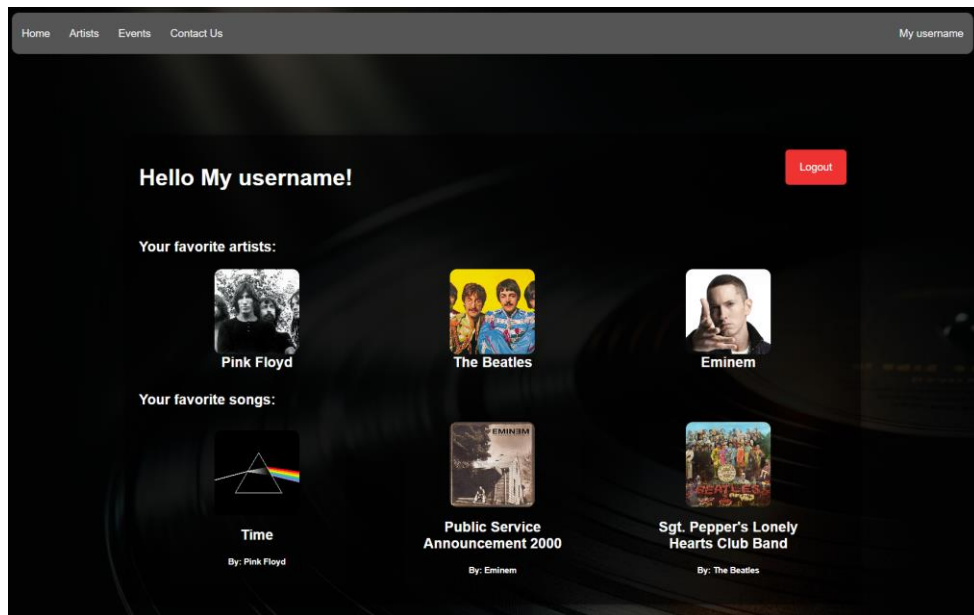 Home Artists Events Contact Us My username
Hello My username!
Logout
Your favorite artists:
Pink Floyd
The Beatles
Eminem
Your favorite songs:
EMINEM
BEATLES
Time
By: Pink Floyd
Public Service
Announcement 2000
By: Eminem
Sgt. Pepper's Lonely
Hearts Club Band
By: The Beatles